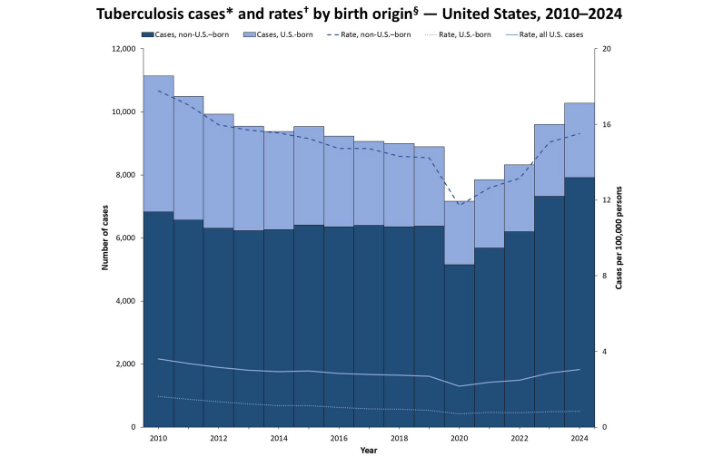 Tuberculosis cases* and rates† by birth origin§ — United States, 2010–2024
Cases, non-U.S.–born Cases, U.S.-born Rate, non-U.S.–born Rate, U.S.-born Rate, all U.S. cases
12,000
10,000
8,000
6,000
4,000
2,000
0
Number of cases
20
16
12
8
4
0
Cases per 100,000 persons
2010 2012 2014 2016 2018 2020 2022 2024
Year